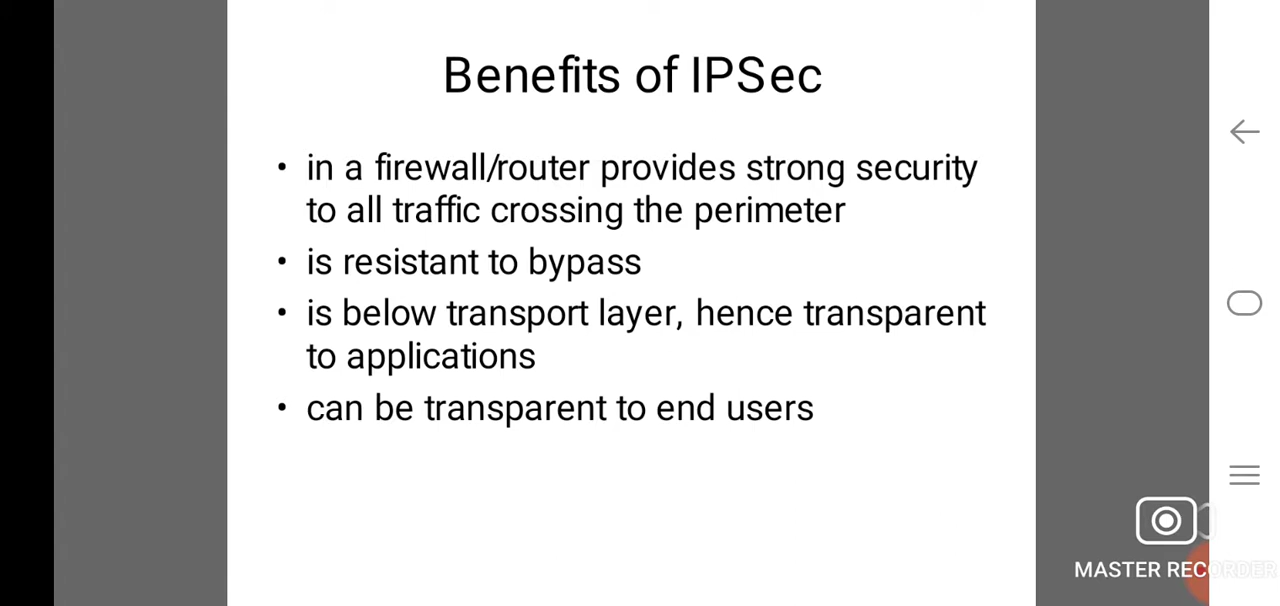 Benefits of IPSec
• in a firewall/router provides strong security
to all traffic crossing the perimeter
• is resistant to bypass
• is below transport layer, hence transparent
to applications
• can be transparent to end users
MASTER RECORDER